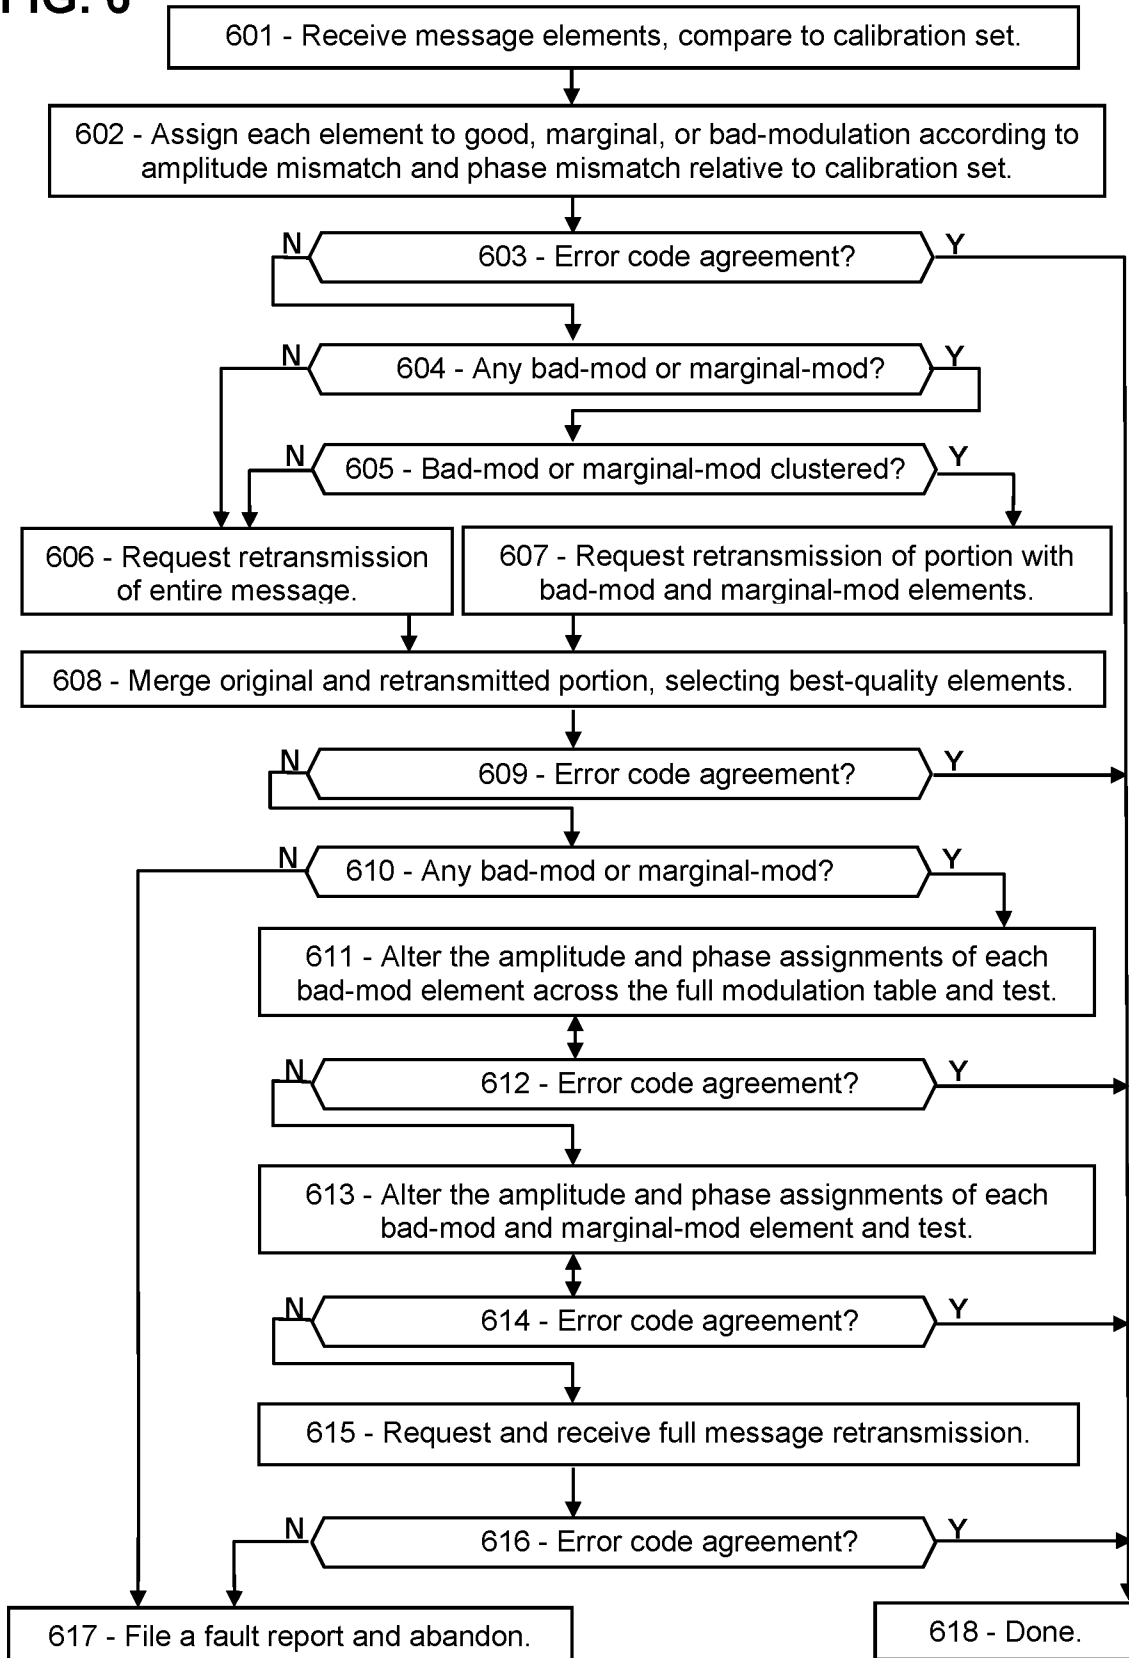 FIG. 6
601 - Receive message elements, compare to calibration set.
602 - Assign each element to good, marginal, or bad-modulation according to
amplitude mismatch and phase mismatch relative to calibration set.
N
603 - Error code agreement?
Y
N
604 - Any bad-mod or marginal-mod?
Y
N
605 - Bad-mod or marginal-mod clustered?
Y
606 - Request retransmission
of entire message.
607 - Request retransmission of portion with
bad-mod and marginal-mod elements.
608 - Merge original and retransmitted portion, selecting best-quality elements.
N
609 - Error code agreement?
Y
N
610 - Any bad-mod or marginal-mod?
Y
611 - Alter the amplitude and phase assignments of each
bad-mod element across the full modulation table and test.
N
612 - Error code agreement?
Y
613 - Alter the amplitude and phase assignments of each
bad-mod and marginal-mod element and test.
N
614 - Error code agreement?
Y
615 - Request and receive full message retransmission.
N
616 - Error code agreement?
Y
617 - File a fault report and abandon.
618 - Done.